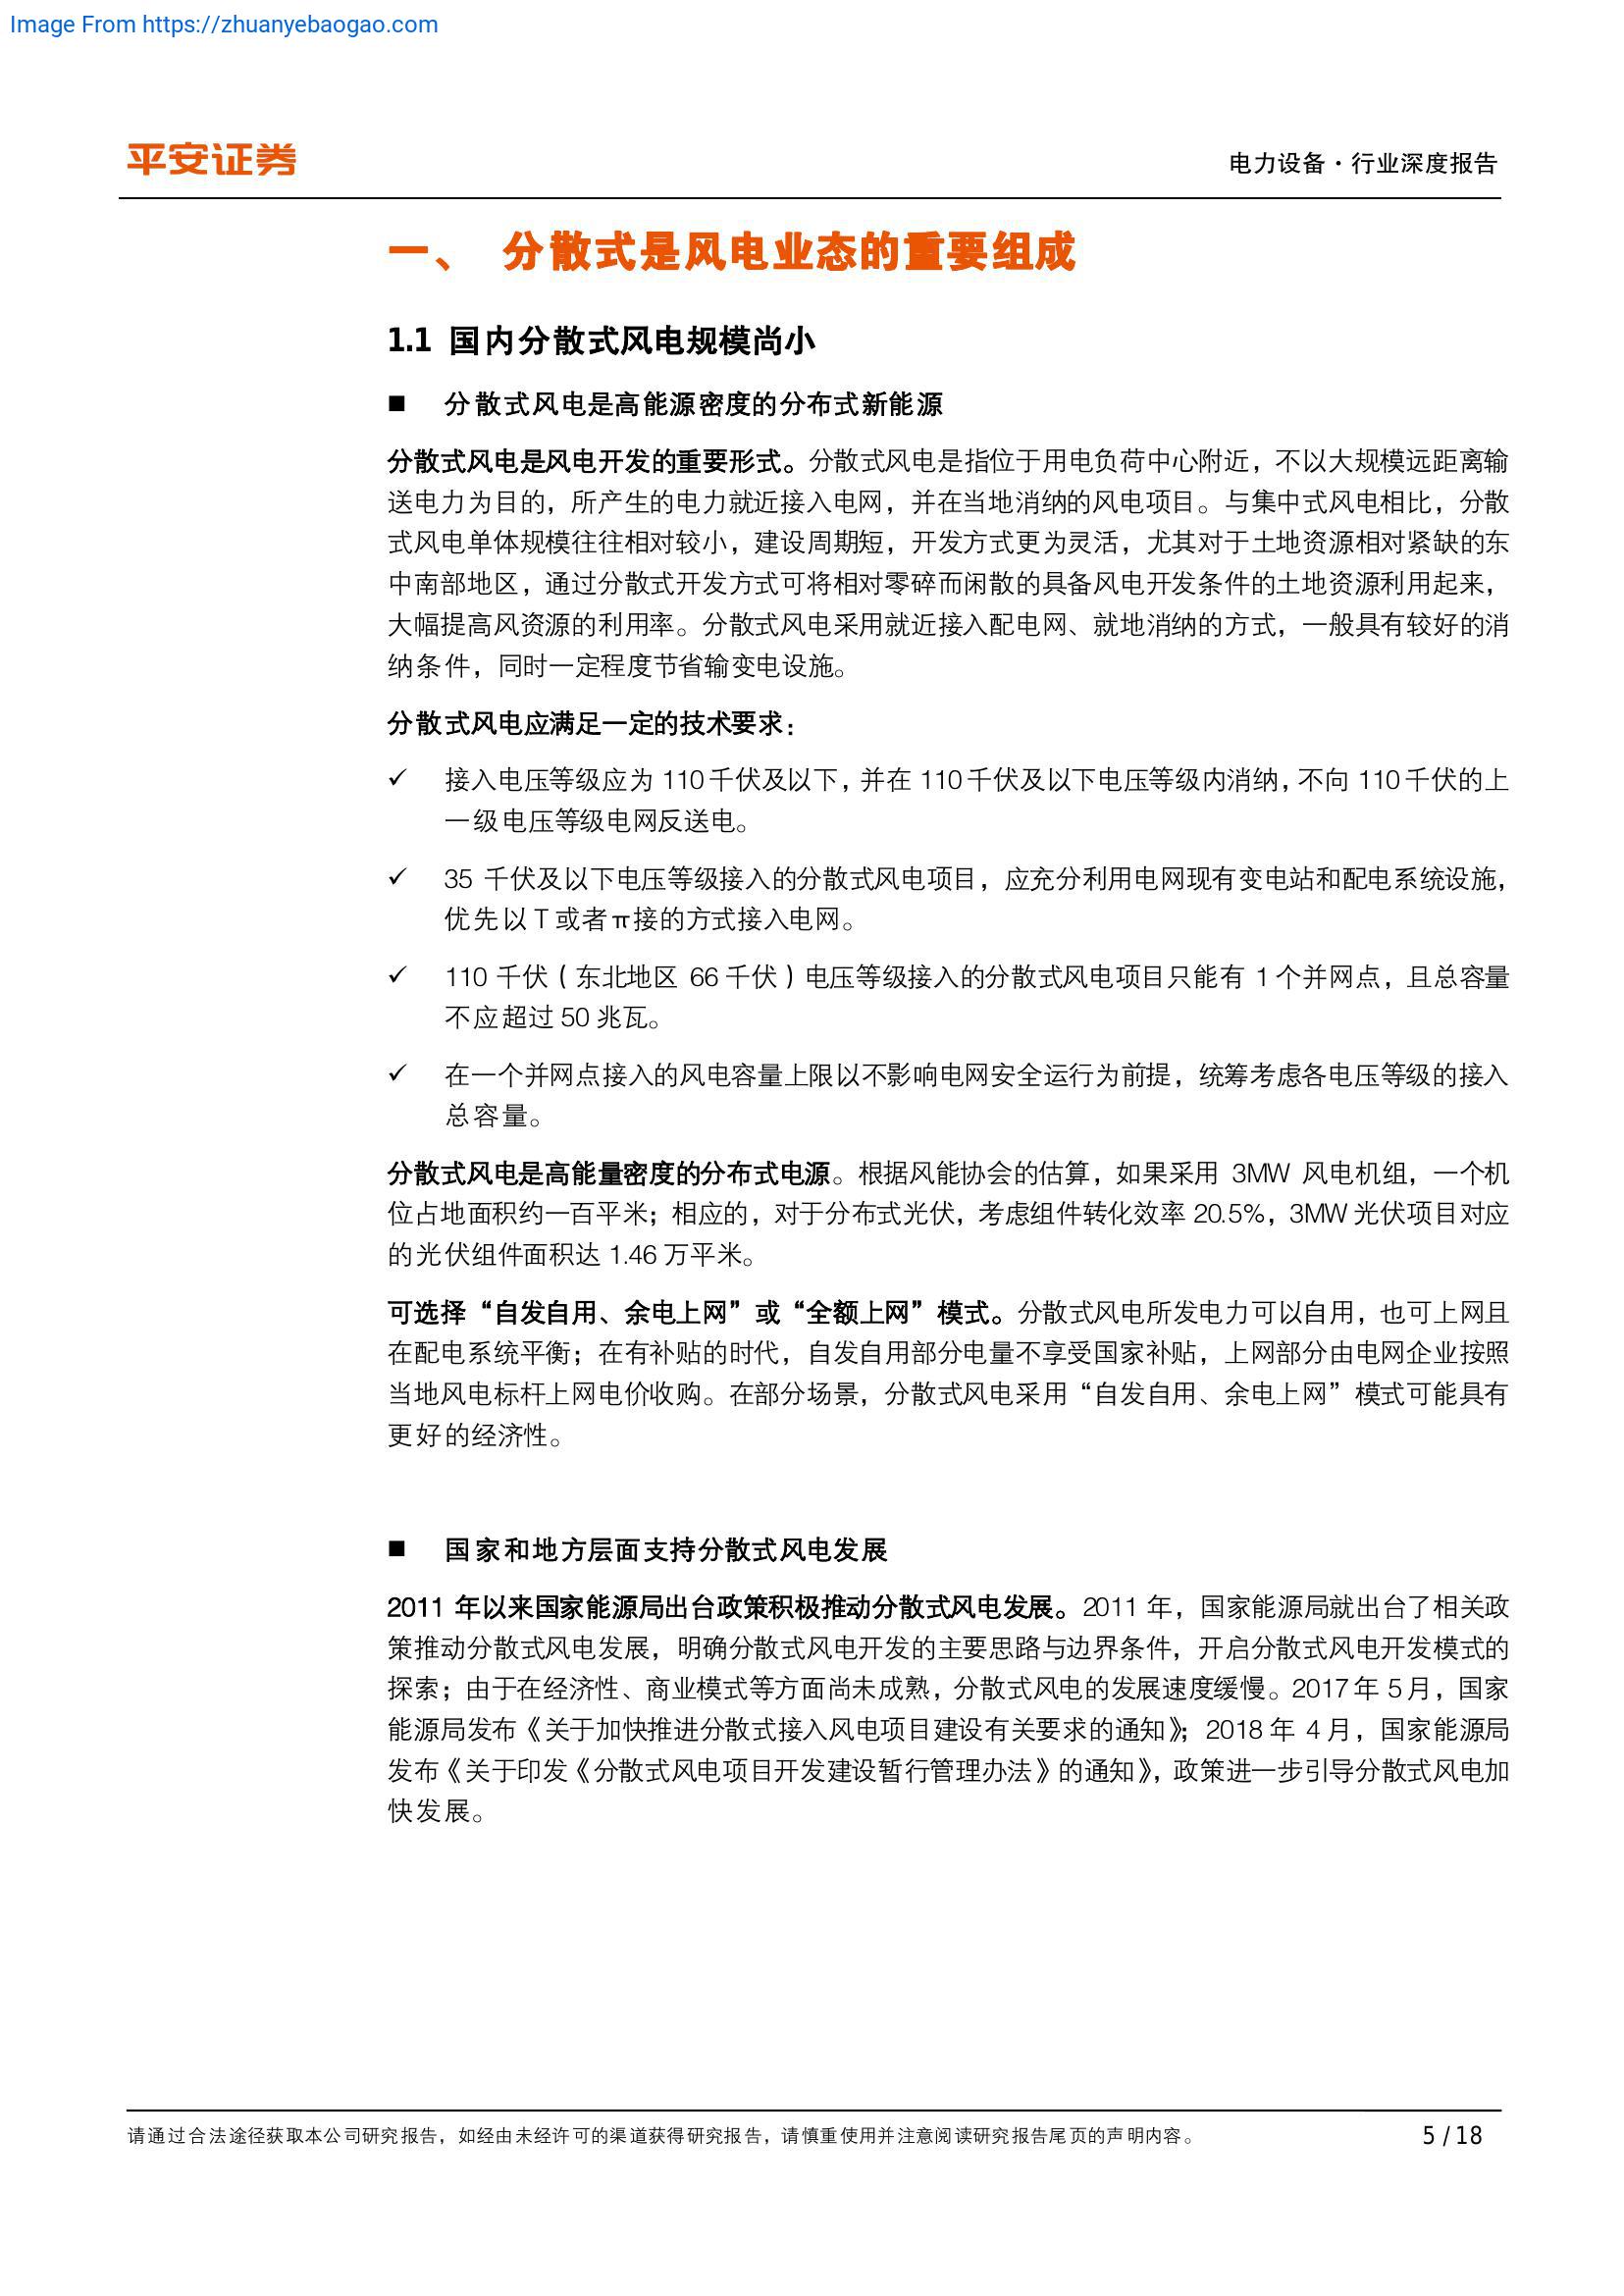 Image From https://zhuanyebaogao.com
平安证券
电力设备·行业深度报告
一、 分散式是风电业态的重要组成
1.1 国内分散式风电规模尚小
■ 分散式风电是高能源密度的分布式新能源
分散式风电是风电开发的重要形式。分散式风电是指位于用电负荷中心附近，不以大规模远距离输
送电力为目的，所产生的电力就近接入电网，并在当地消纳的风电项目。与集中式风电相比，分散
式风电单体规模往往相对较小，建设周期短，开发方式更为灵活，尤其对于土地资源相对紧缺的东
中南部地区，通过分散式开发方式可将相对零碎而闲散的具备风电开发条件的土地资源利用起来，
大幅提高风资源的利用率。分散式风电采用就近接入配电网、就地消纳的方式，一般具有较好的消
纳条件，同时一定程度节省输变电设施。
分散式风电应满足一定的技术要求：
✓ 接入电压等级应为 110 千伏及以下，并在 110 千伏及以下电压等级内消纳，不向 110 千伏的上
一级电压等级电网反送电。
✓ 35 千伏及以下电压等级接入的分散式风电项目，应充分利用电网现有变电站和配电系统设施，
优先以 T 或者 π 接的方式接入电网。
✓ 110 千伏（东北地区 66 千伏）电压等级接入的分散式风电项目只能有 1 个并网点，且总容量
不应超过 50 兆瓦。
✓ 在一个并网点接入的风电容量上限以不影响电网安全运行为前提，统筹考虑各电压等级的接入
总容量。
分散式风电是高能量密度的分布式电源。根据风能协会的估算，如果采用 3MW 风电机组，一个机
位占地面积约一百平米；相应的，对于分布式光伏，考虑组件转化效率 20.5%，3MW 光伏项目对应
的光伏组件面积达 1.46 万平米。
可选择“自发自用、余电上网”或“全额上网”模式。分散式风电所发电力可以自用，也可上网且
在配电系统平衡；在有补贴的时代，自发自用部分电量不享受国家补贴，上网部分由电网企业按照
当地风电标杆上网电价收购。在部分场景，分散式风电采用“自发自用、余电上网”模式可能具有
更好的经济性。
■ 国家和地方层面支持分散式风电发展
2011 年以来国家能源局出台政策积极推动分散式风电发展。2011 年，国家能源局就出台了相关政
策推动分散式风电发展，明确分散式风电开发的主要思路与边界条件，开启分散式风电开发模式的
探索；由于在经济性、商业模式等方面尚未成熟，分散式风电的发展速度缓慢。2017 年 5 月，国家
能源局发布《关于加快推进分散式接入风电项目建设有关要求的通知》；2018 年 4 月，国家能源局
发布《关于印发《分散式风电项目开发建设暂行管理办法》的通知》，政策进一步引导分散式风电加
快发展。
请通过合法途径获取本公司研究报告，如经由未经许可的渠道获得研究报告，请慎重使用并注意阅读研究报告尾页的声明内容。
5 / 18